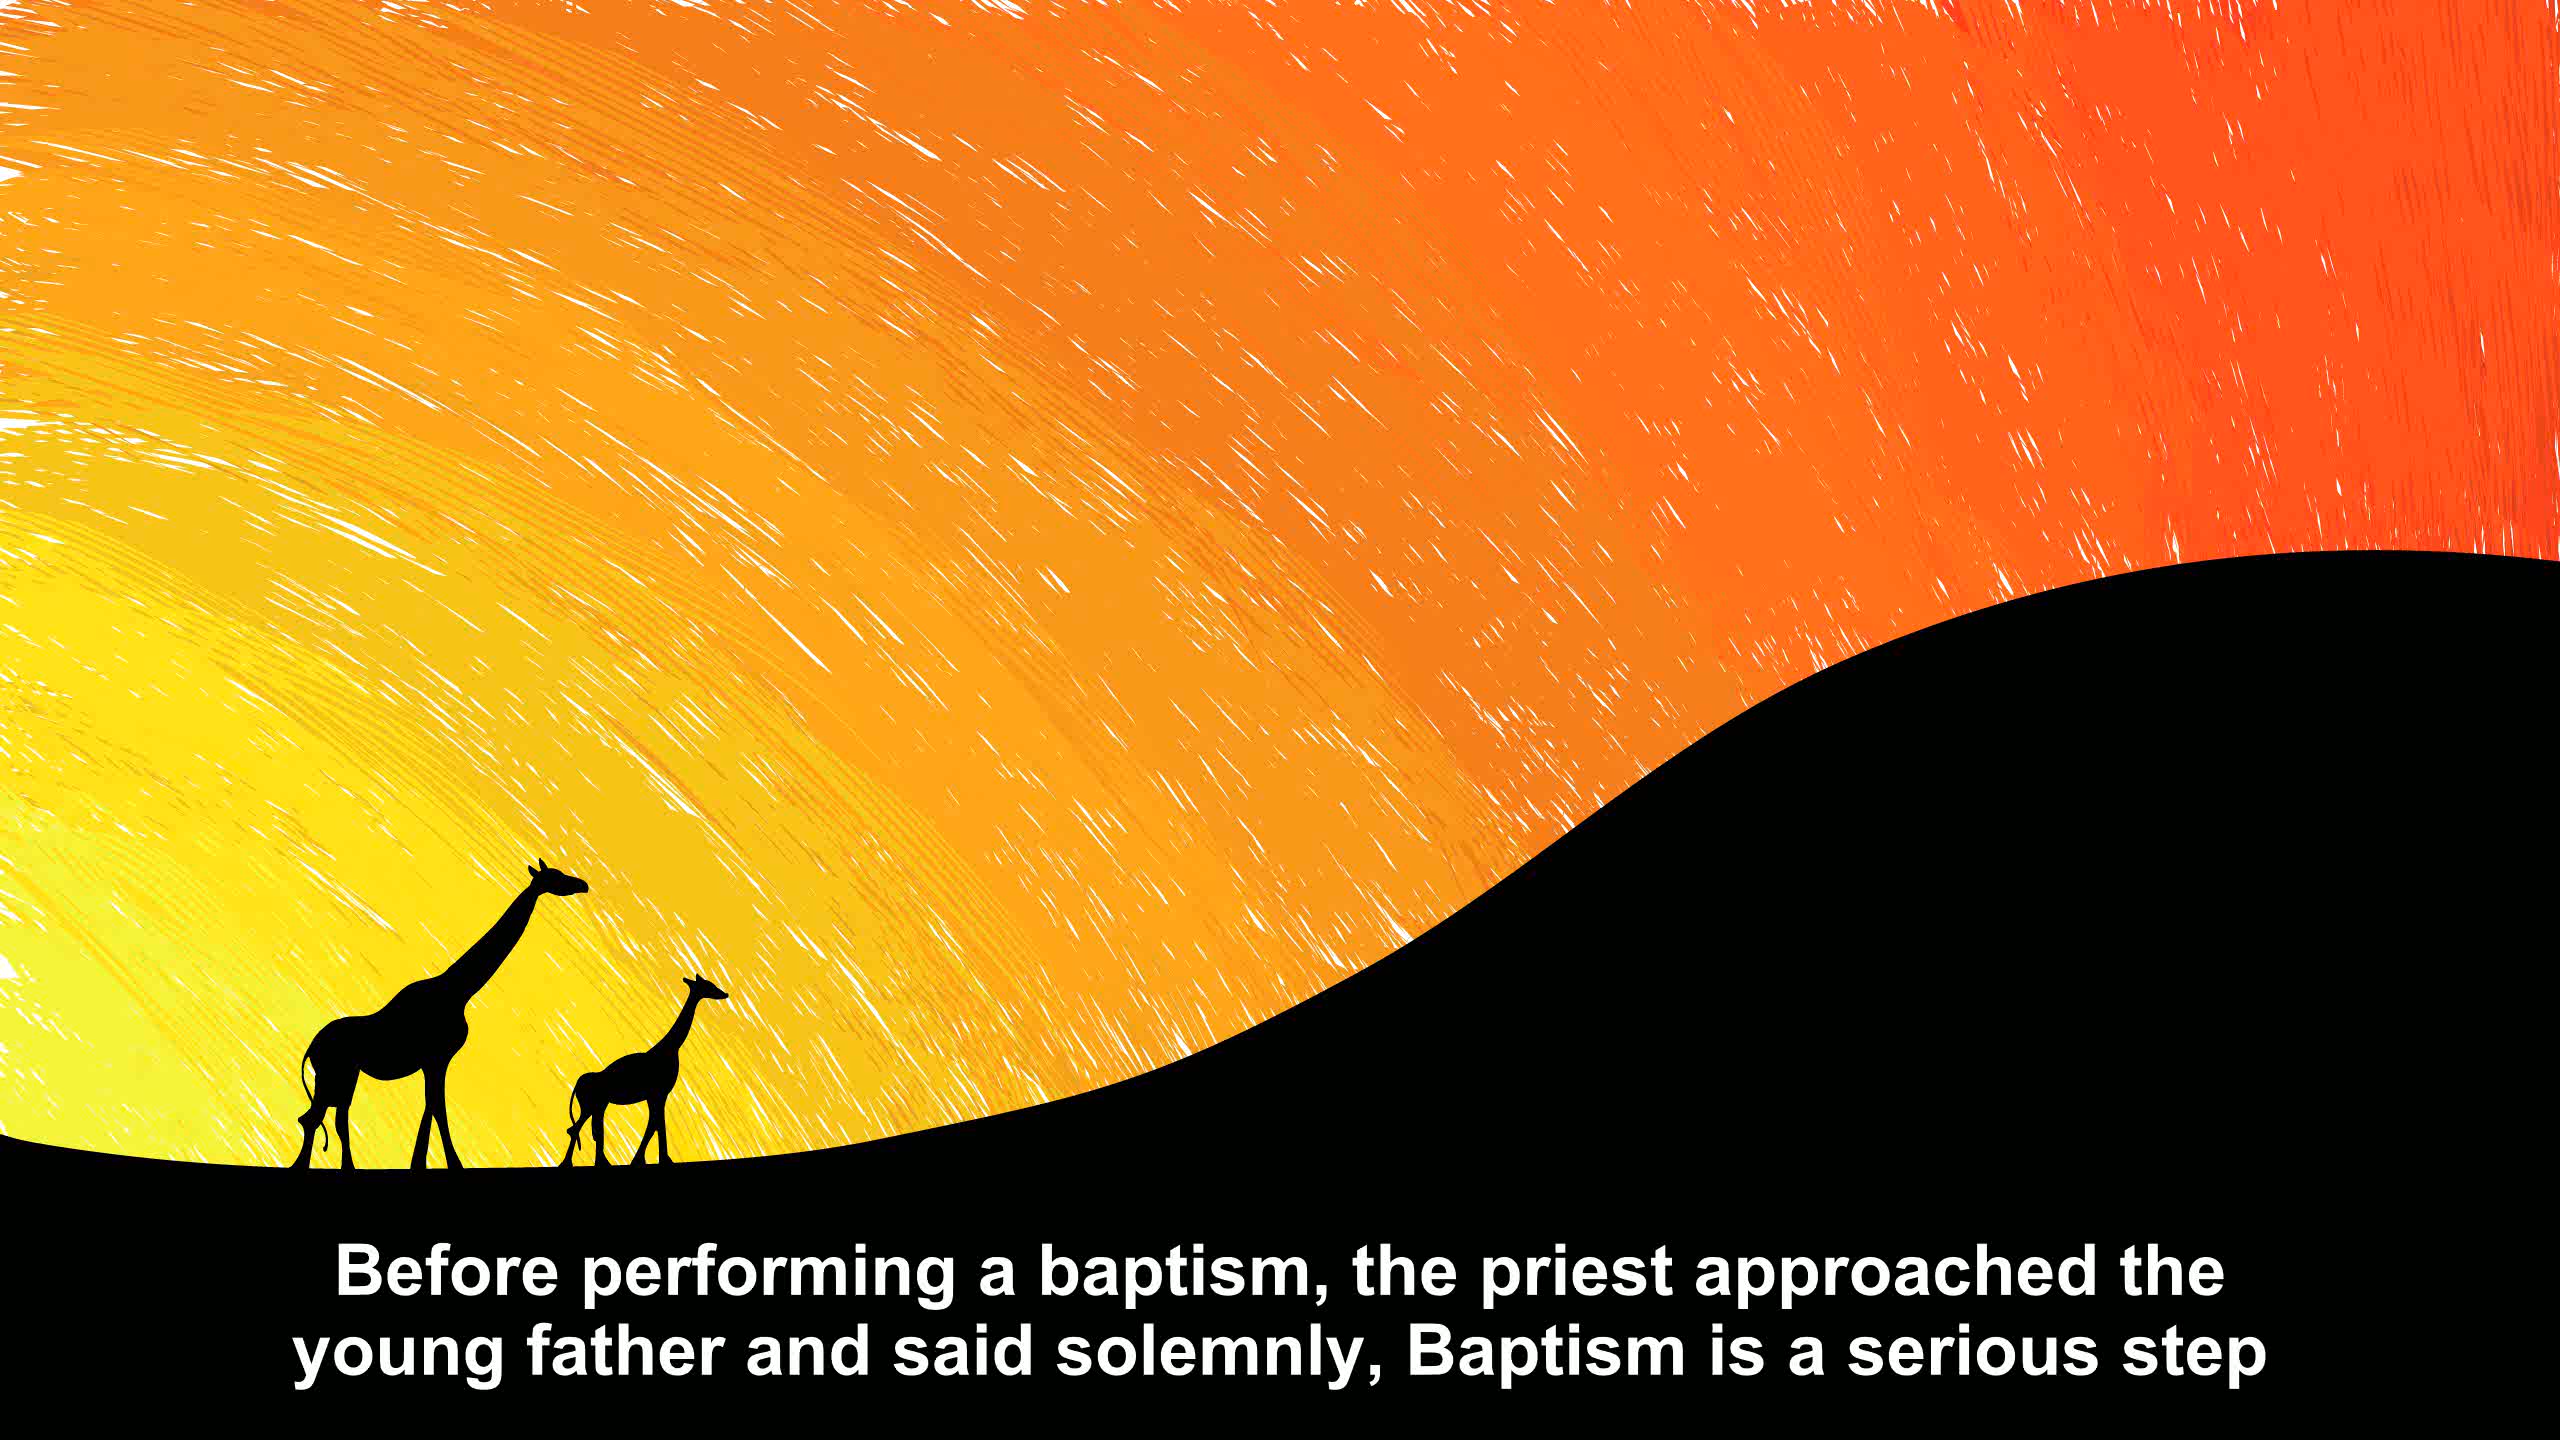 Before performing a baptism, the priest approached the
young father and said solemnly, Baptism is a serious step